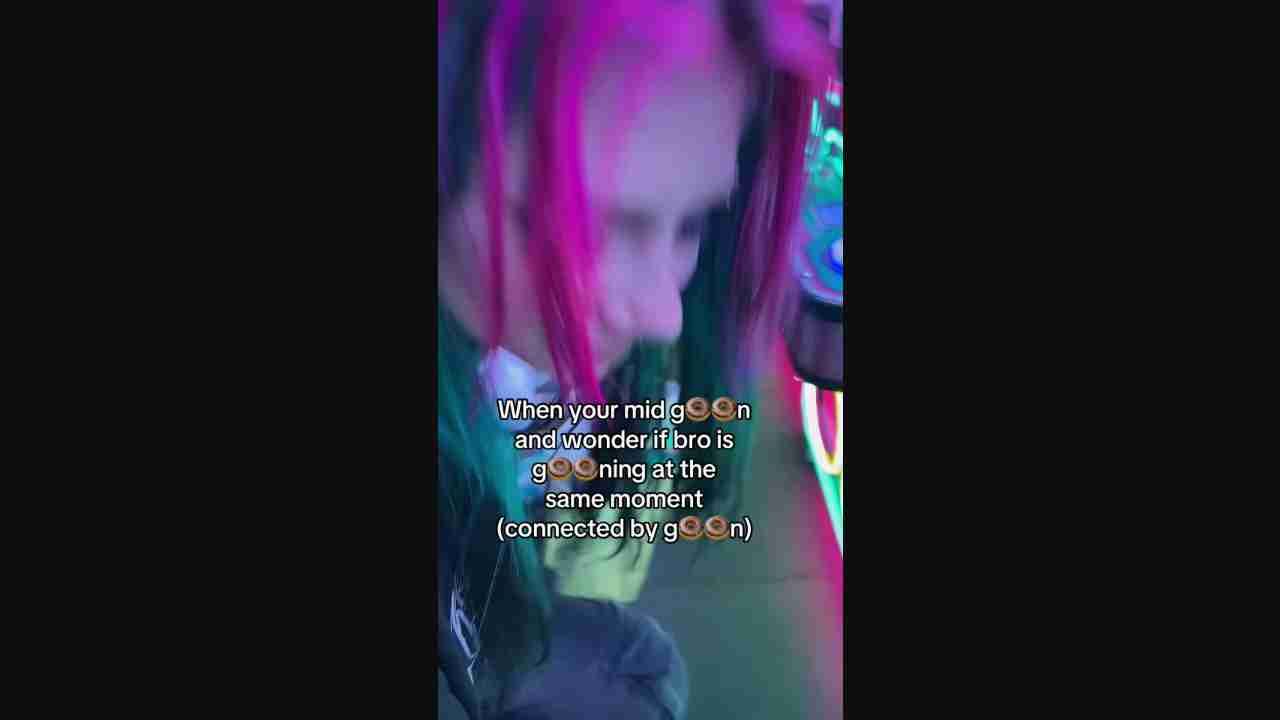 When your mid g🍩🍩n
and wonder if bro is
g🍩🍩ning at the
same moment
(connected by g🍩🍩n)